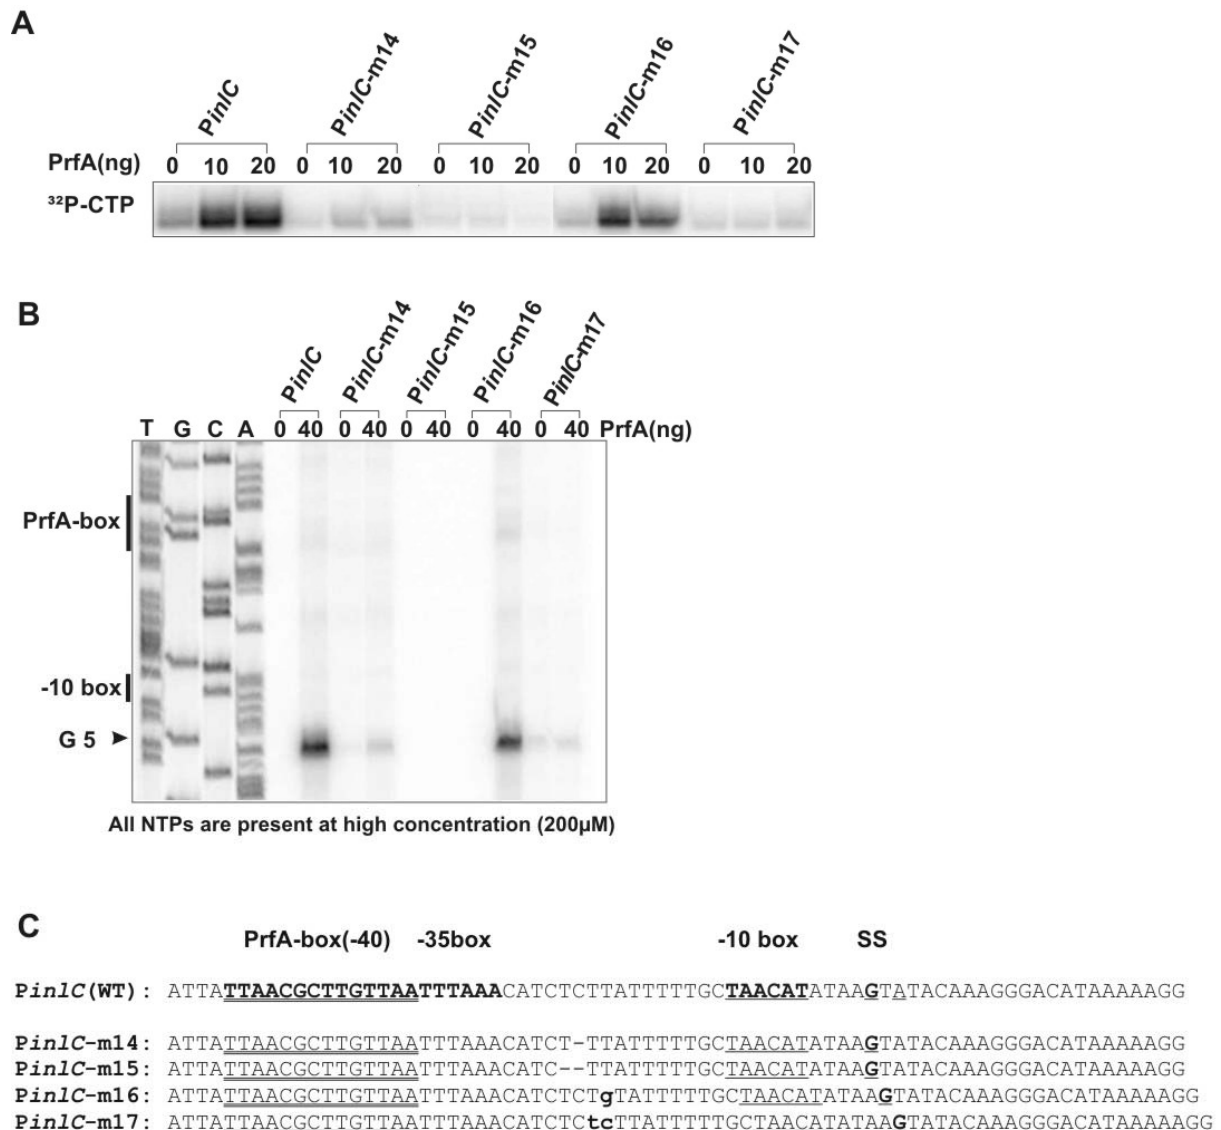 A
PinlC PinlC-m14 PinlC-m15 PinlC-m16 PinlC-m17
PrfA(ng) 0 10 20 0 10 20 0 10 20 0 10 20 0 10 20
³²P-CTP
B
PinlC PinlC-m14 PinlC-m15 PinlC-m16 PinlC-m17
T G C A 0 40 0 40 0 40 0 40 0 40 PrfA(ng)
PrfA-box
-10 box
G 5
All NTPs are present at high concentration (200µM)
C
PrfA-box(-40) -35box -10 box SS
PinlC(WT): ATTATTAACGCTTGTTAATTTAAACATCTCTTATTTTTGCTAACATATAAGTATACAAAGGGACATAAAAAGG
PinlC-m14: ATTATTAACGCTTGTTAATTTAAACATCT-TTATTTTTGCTAACATATAAGTATACAAAGGGACATAAAAAGG
PinlC-m15: ATTATTAACGCTTGTTAATTTAAACATC--TTATTTTTGCTAACATATAAGTATACAAAGGGACATAAAAAGG
PinlC-m16: ATTATTAACGCTTGTTAATTTAAACATCTCTgTATTTTTGCTAACATATAAGTATACAAAGGGACATAAAAAGG
PinlC-m17: ATTATTAACGCTTGTTAATTTAAACATCTCtcTTATTTTTGCTAACATATAAGTATACAAAGGGACATAAAAAGG